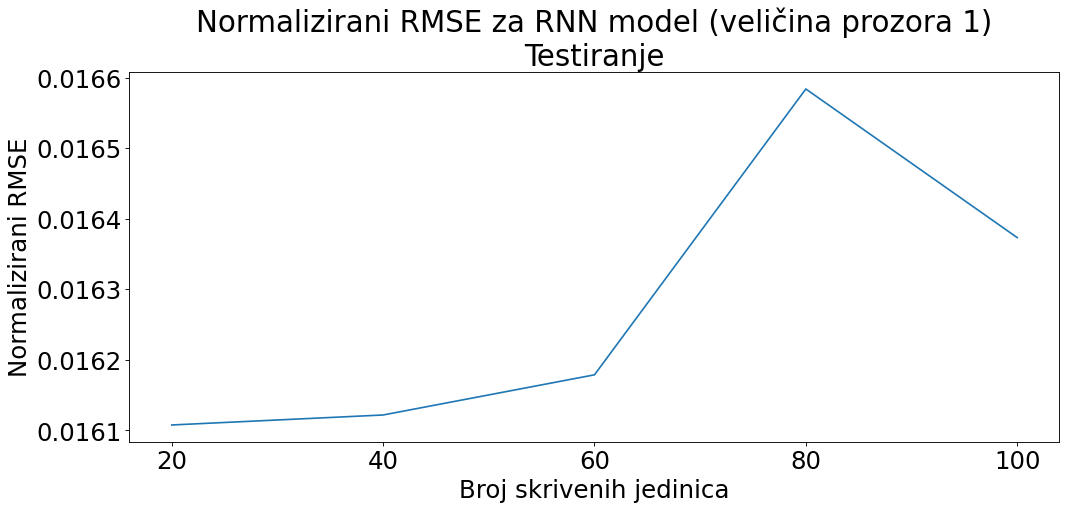 Normalizirani RMSE za RNN model (veličina prozora 1)
Testiranje
0.0166
0.0165
0.0164
0.0163
0.0162
0.0161
Normalizirani RMSE
20 40 60 80 100
Broj skrivenih jedinica